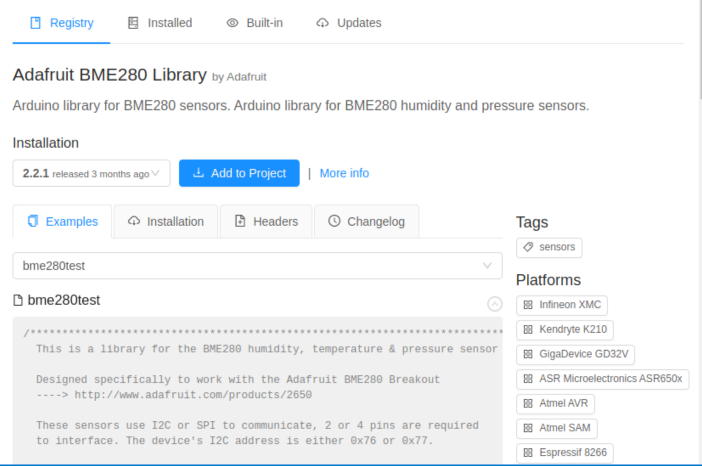 Registry Installed Built-in Updates
Adafruit BME280 Library by Adafruit
Arduino library for BME280 sensors. Arduino library for BME280 humidity and pressure sensors.
Installation
2.2.1 released 3 months ago Add to Project | More info
Examples Installation Headers Changelog
bme280test
bme280test
/***************************************************************************
This is a library for the BME280 humidity, temperature & pressure sensor
Designed specifically to work with the Adafruit BME280 Breakout
----> http://www.adafruit.com/products/2650
These sensors use I2C or SPI to communicate, 2 or 4 pins are required
to interface. The device's I2C address is either 0x76 or 0x77.
Tags
sensors
Platforms
Infineon XMC
Kendryte K210
GigaDevice GD32V
ASR Microelectronics ASR650x
Atmel AVR
Atmel SAM
Espressif 8266